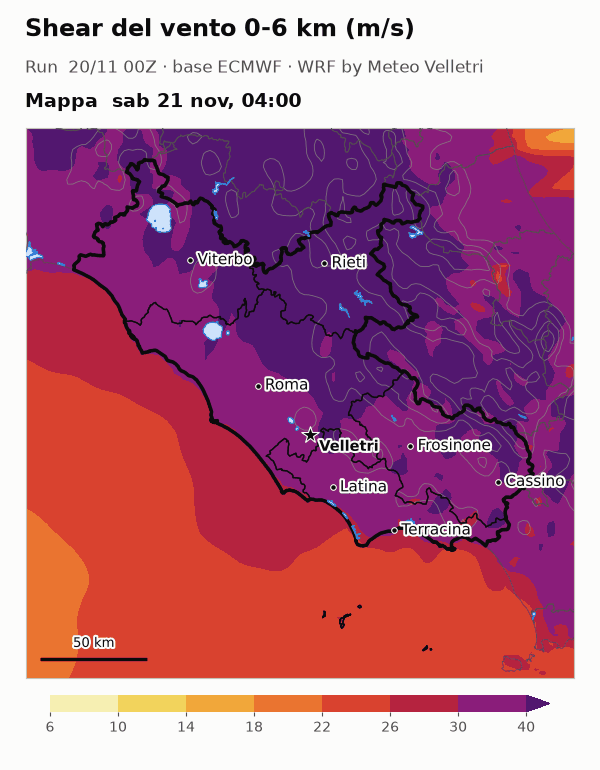 Shear del vento 0-6 km (m/s)
Run 20/11 00Z · base ECMWF · WRF by Meteo Velletri
Mappa sab 21 nov, 04:00
Viterbo
Rieti
Roma
Velletri
Frosinone
Latina
Cassino
Terracina
50 km
6 10 14 18 22 26 30 40